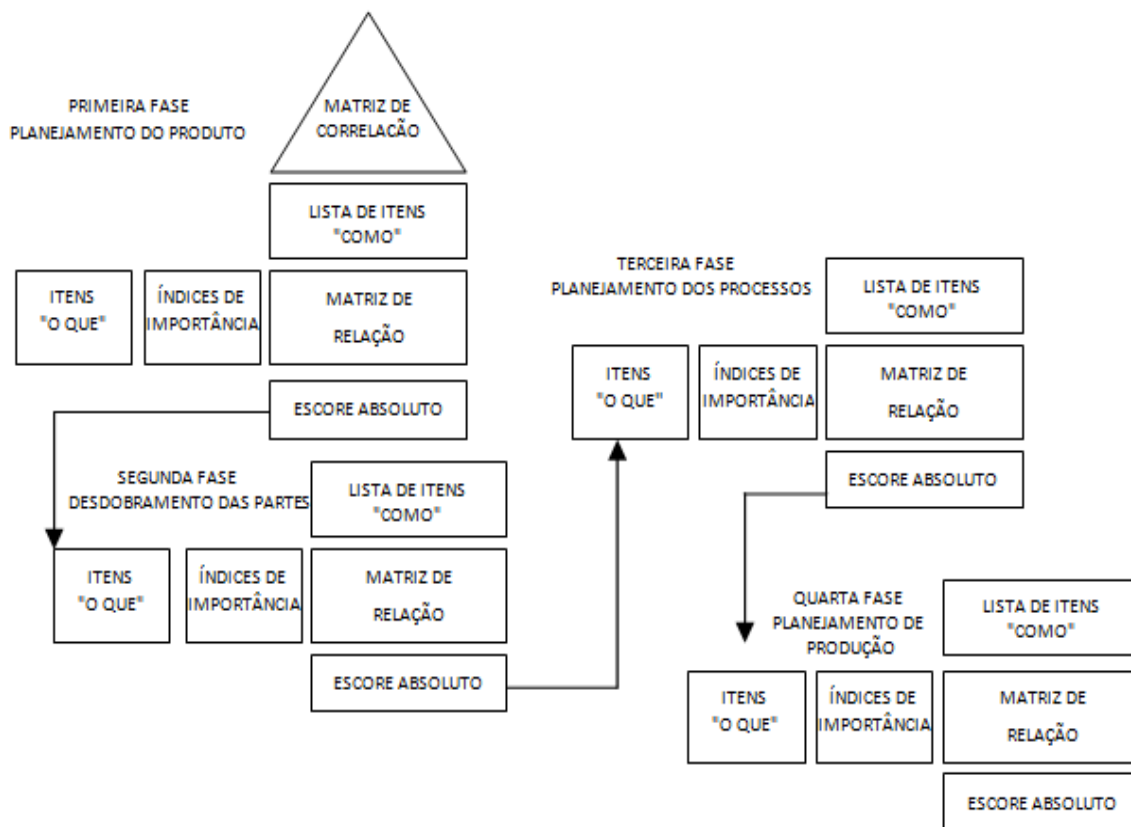 PRIMEIRA FASE
PLANEJAMENTO DO PRODUTO
MATRIZ DE
CORRELACÃO
LISTA DE ITENS
"COMO"
ITENS
"O QUE"
ÍNDICES DE
IMPORTÂNCIA
MATRIZ DE
RELAÇÃO
ESCORE ABSOLUTO
SEGUNDA FASE
DESDOBRAMENTO DAS PARTES
LISTA DE ITENS
"COMO"
ITENS
"O QUE"
ÍNDICES DE
IMPORTÂNCIA
MATRIZ DE
RELAÇÃO
ESCORE ABSOLUTO
TERCEIRA FASE
PLANEJAMENTO DOS PROCESSOS
LISTA DE ITENS
"COMO"
ITENS
"O QUE"
ÍNDICES DE
IMPORTÂNCIA
MATRIZ DE
RELAÇÃO
ESCORE ABSOLUTO
QUARTA FASE
PLANEJAMENTO DE
PRODUÇÃO
LISTA DE ITENS
"COMO"
ITENS
"O QUE"
ÍNDICES DE
IMPORTÂNCIA
MATRIZ DE
RELAÇÃO
ESCORE ABSOLUTO